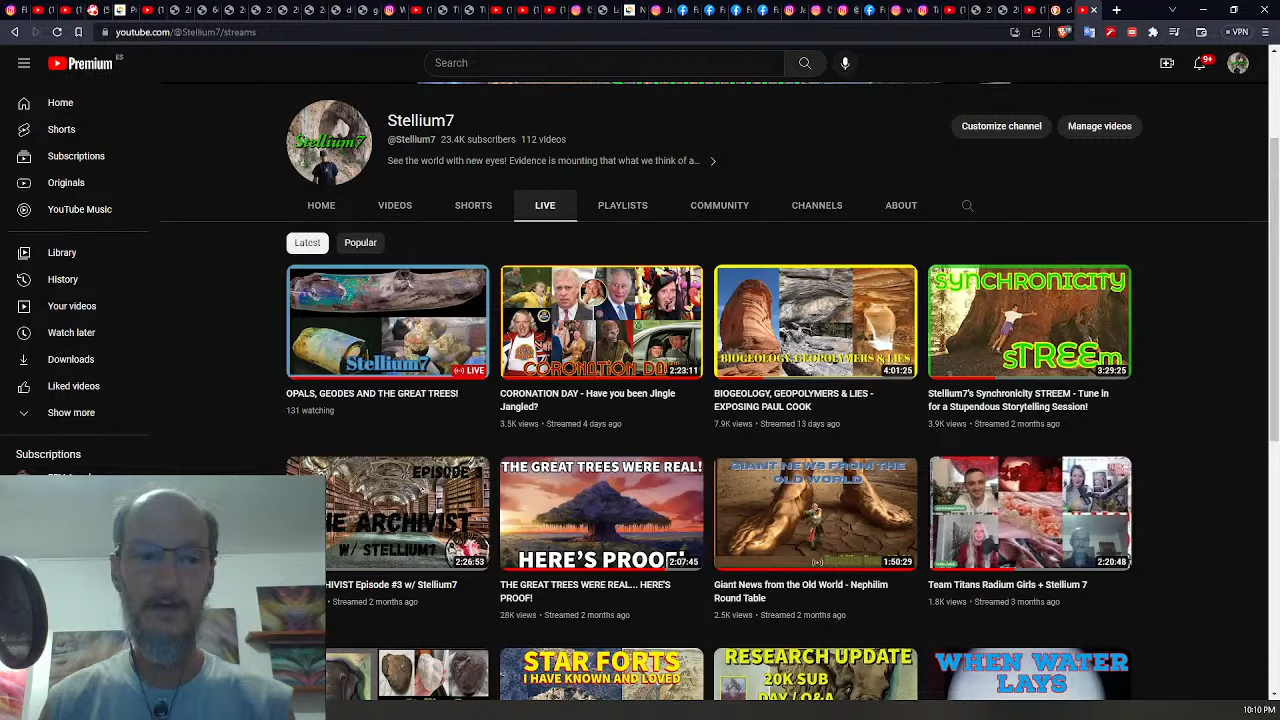 youtube.com/@Stellium7/streams
VPN
Premium
ES
Search
9+
Home
Shorts
Subscriptions
Originals
YouTube Music
Library
History
Your videos
Watch later
Downloads
Liked videos
Show more
Subscriptions
Stellium7
Stellium7
@Stellium7 23.4K subscribers 112 videos
See the world with new eyes! Evidence is mounting that what we think of a...
Customize channel
Manage videos
HOME
VIDEOS
SHORTS
LIVE
PLAYLISTS
COMMUNITY
CHANNELS
ABOUT
Latest
Popular
Stellium7
LIVE
OPALS, GEODES AND THE GREAT TREES!
131 watching
CORONATION DA
2:23:11
CORONATION DAY - Have you been Jingle
Jangled?
3.5K views • Streamed 4 days ago
BIOGEOLOGY, GEOPOLYMERS & LIES
4:01:25
BIOGEOLOGY, GEOPOLYMERS & LIES -
EXPOSING PAUL COOK
7.9K views • Streamed 13 days ago
SYNCHRONICITY
sTREEm
3:29:25
Stellium7's Synchronicity STREEM - Tune in
for a Stupendous Storytelling Session!
3.9K views • Streamed 2 months ago
EPISODE
HE ARCHIVIST
W/ STELLIUM7
2:26:53
HIVIST Episode #3 w/ Stellium7
Streamed 2 months ago
THE GREAT TREES WERE REAL!
HERE'S PROOF!
2:07:45
THE GREAT TREES WERE REAL... HERE'S
PROOF!
28K views • Streamed 2 months ago
GIANT NEWS FROM THE
OLD WORLD
1:50:29
Giant News from the Old World - Nephilim
Round Table
2.5K views • Streamed 2 months ago
2:20:48
Team Titans Radium Girls + Stellium 7
1.8K views • Streamed 3 months ago
STAR FORTS
I HAVE KNOWN AND LOVED
RESEARCH UPDATE
20K SUB
DAY / Q&A
WHEN WATER
LAYS
10:10 PM